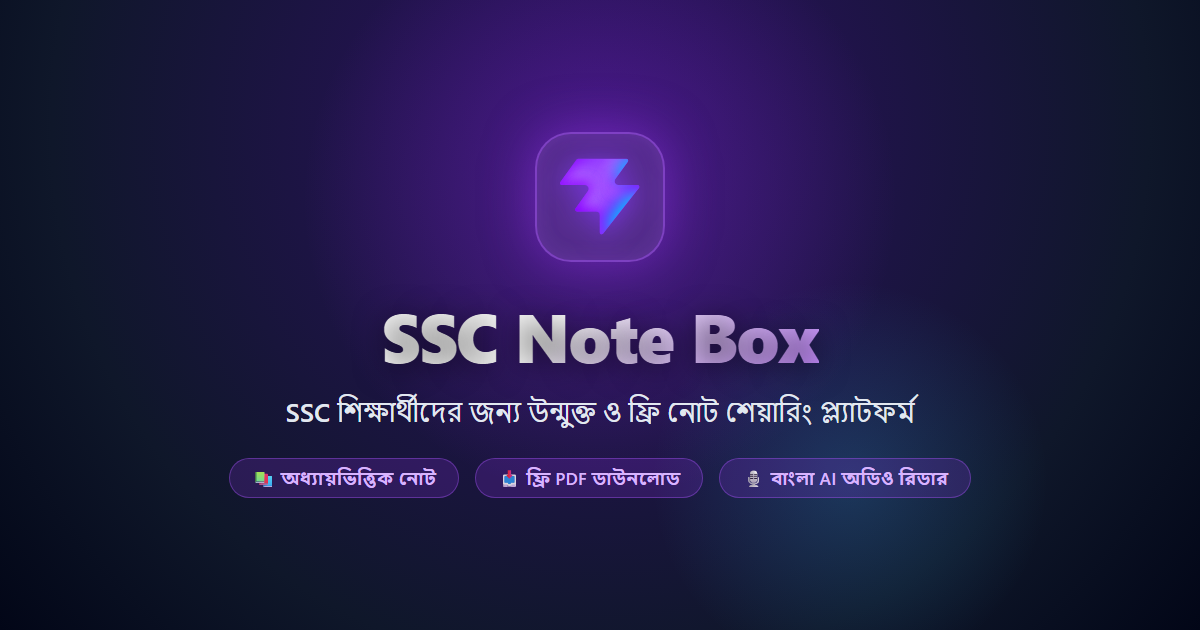 SSC Note Box
SSC শিক্ষার্থীদের জন্য উন্মুক্ত ও ফ্রি নোট শেয়ারিং প্ল্যাটফর্ম
📚 অধ্যায়ভিত্তিক নোট
📥 ফ্রি PDF ডাউনলোড
🎙️ বাংলা AI অডিও রিডার